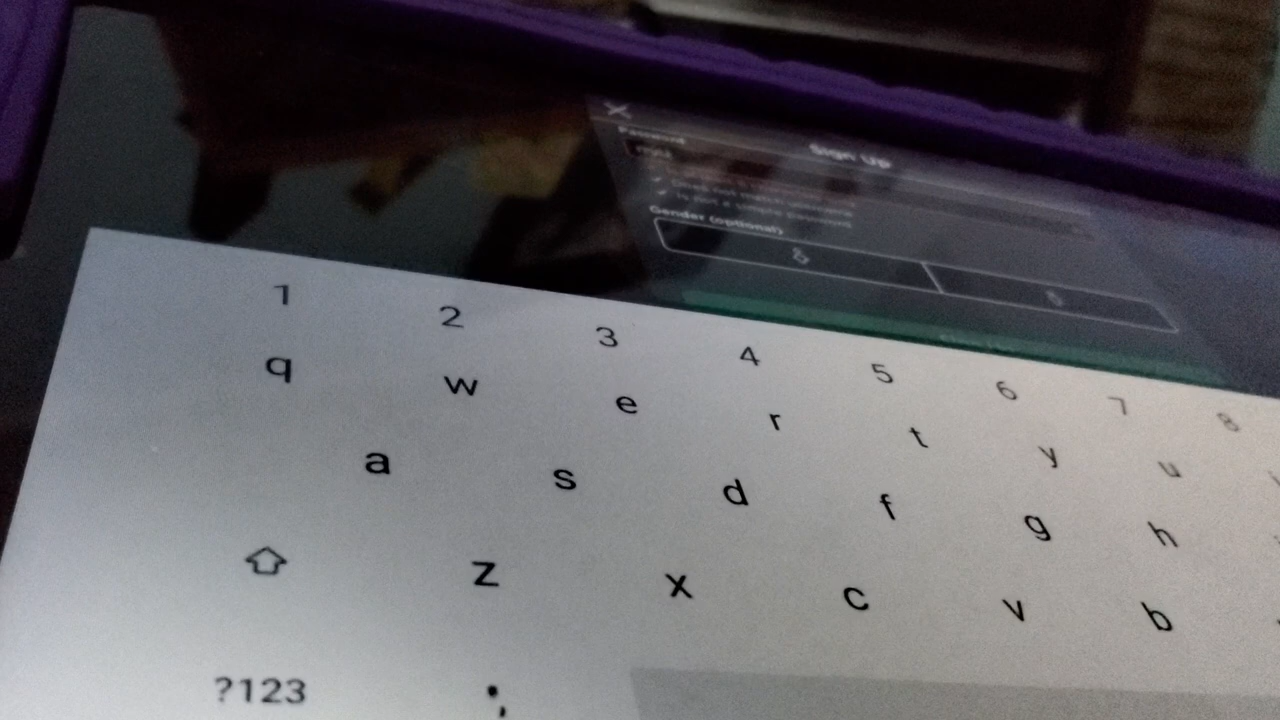 Sign Up
Password
Gender (optional)
1 2 3 4 5 6 7 8
q w e r t y u
a s d f g h
z x c v b
?123 ;